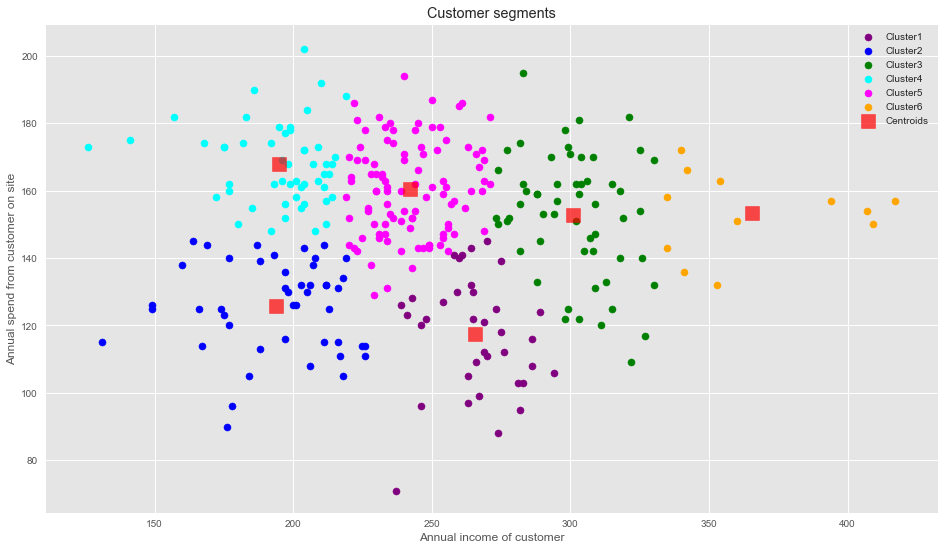 Customer segments
200
180
160
140
120
100
80
Annual spend from customer on site
150
200
250
300
350
400
Annual income of customer
Cluster1
Cluster2
Cluster3
Cluster4
Cluster5
Cluster6
Centroids